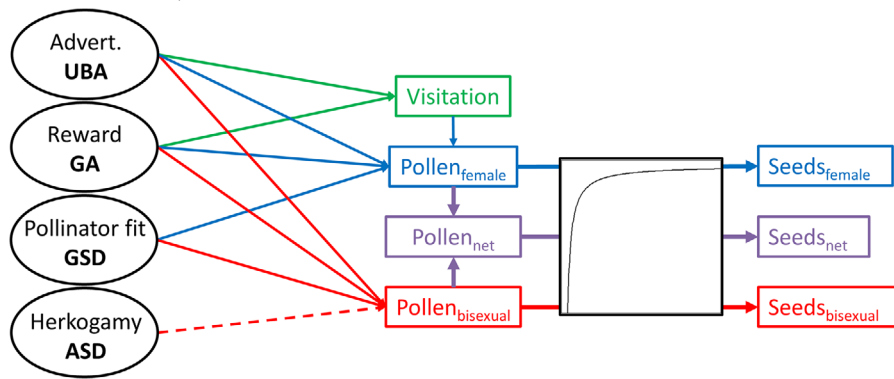 Advert.
UBA
Reward
GA
Pollinator fit
GSD
Herkogamy
ASD
Visitation
Pollenfemale
Pollennet
Pollenbisexual
Seedsfemale
Seedsnet
Seedsbisexual